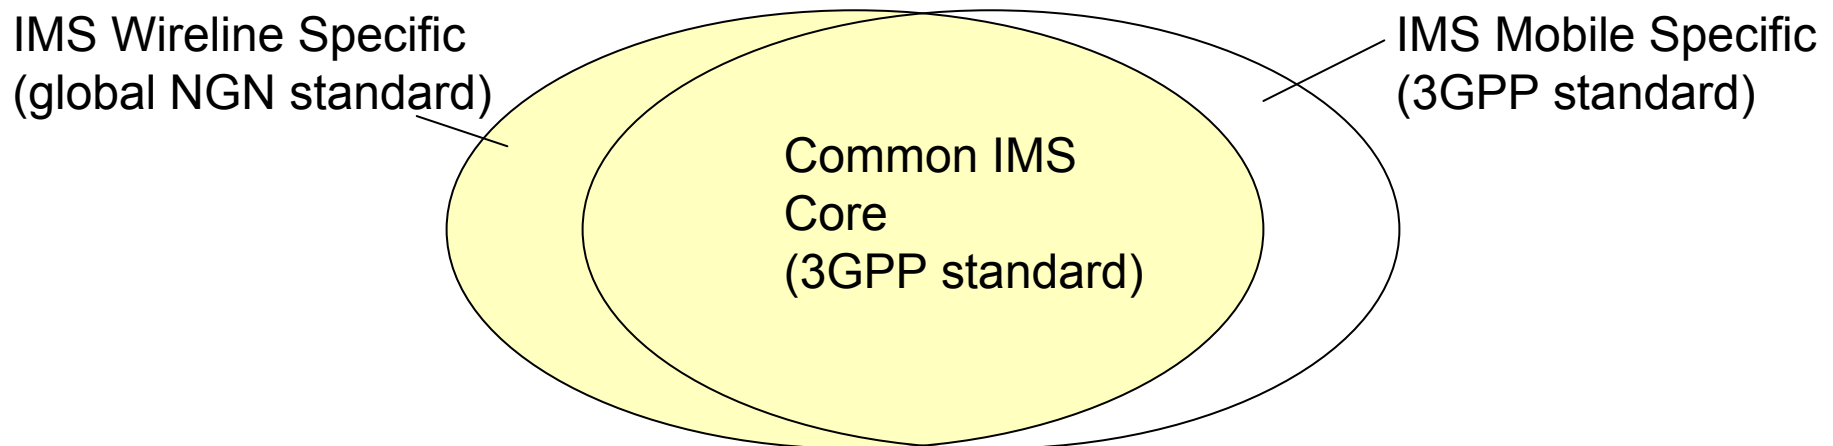 IMS Wireline Specific
(global NGN standard)
IMS Mobile Specific
(3GPP standard)
Common IMS
Core
(3GPP standard)